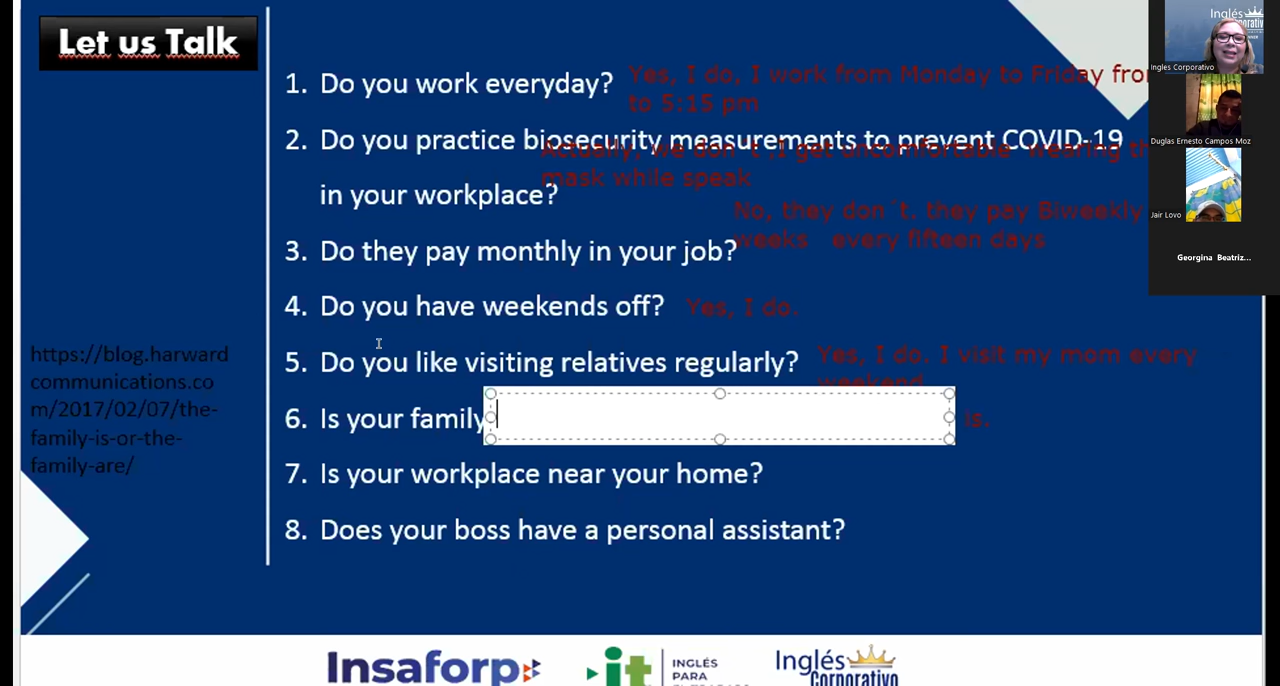 Let us Talk
1. Do you work everyday?
Yes, I do, I work from Monday to Friday
to 5:15 pm
2. Do you practice biosecurity measurements to prevent COVID-19
in your workplace?
Actually, we don´t ,I get uncomfortable wearing
mask while speak
No, they don´t. they pay Biweekly
weeks every fifteen days
3. Do they pay monthly in your job?
4. Do you have weekends off?
Yes, I do.
5. Do you like visiting relatives regularly?
Yes, I do. I visit my mom every
weekend
6. Is your family
is.
7. Is your workplace near your home?
8. Does your boss have a personal assistant?
https://blog.harward
communications.co
m/2017/02/07/the-
family-is-or-the-
family-are/
Inglés
Corporativo
Ingles Corporativo
Duglas Ernesto Campos Moz
Jair Lovo
Georgina Beatriz...
Insaforp
it
INGLÉS
PARA
Inglés
Corporativo